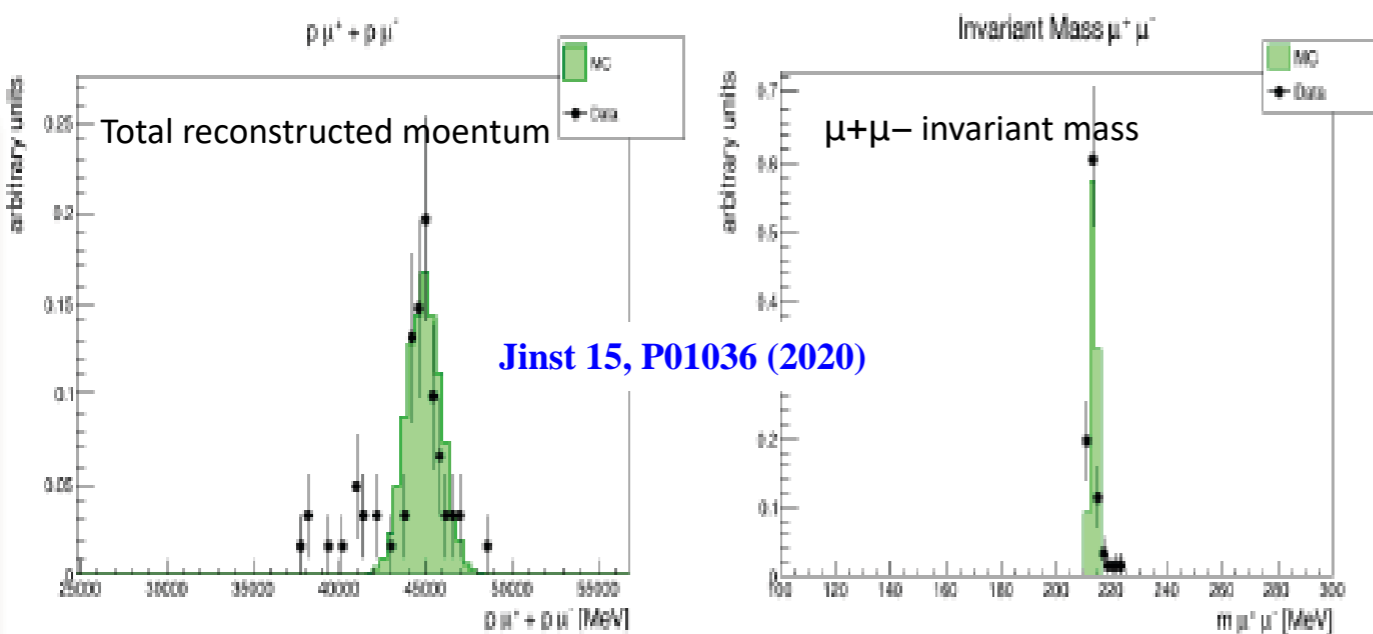 p μ⁺ + p μ⁻
MC
Data
Total reconstructed moentum
arbitrary units
0.25
0.2
0.15
0.1
0.05
0
40000
45000
50000
55000
p μ⁺ + p μ⁻ [MeV]
Jinst 15, P01036 (2020)
Invariant Mass μ⁺ μ⁻
MC
Data
μ+μ– invariant mass
arbitrary units
0.7
0.6
0.5
0.4
0.2
0.1
0
100
120
140
160
180
200
220
240
260
280
300
m μ⁺ μ⁻ [MeV]